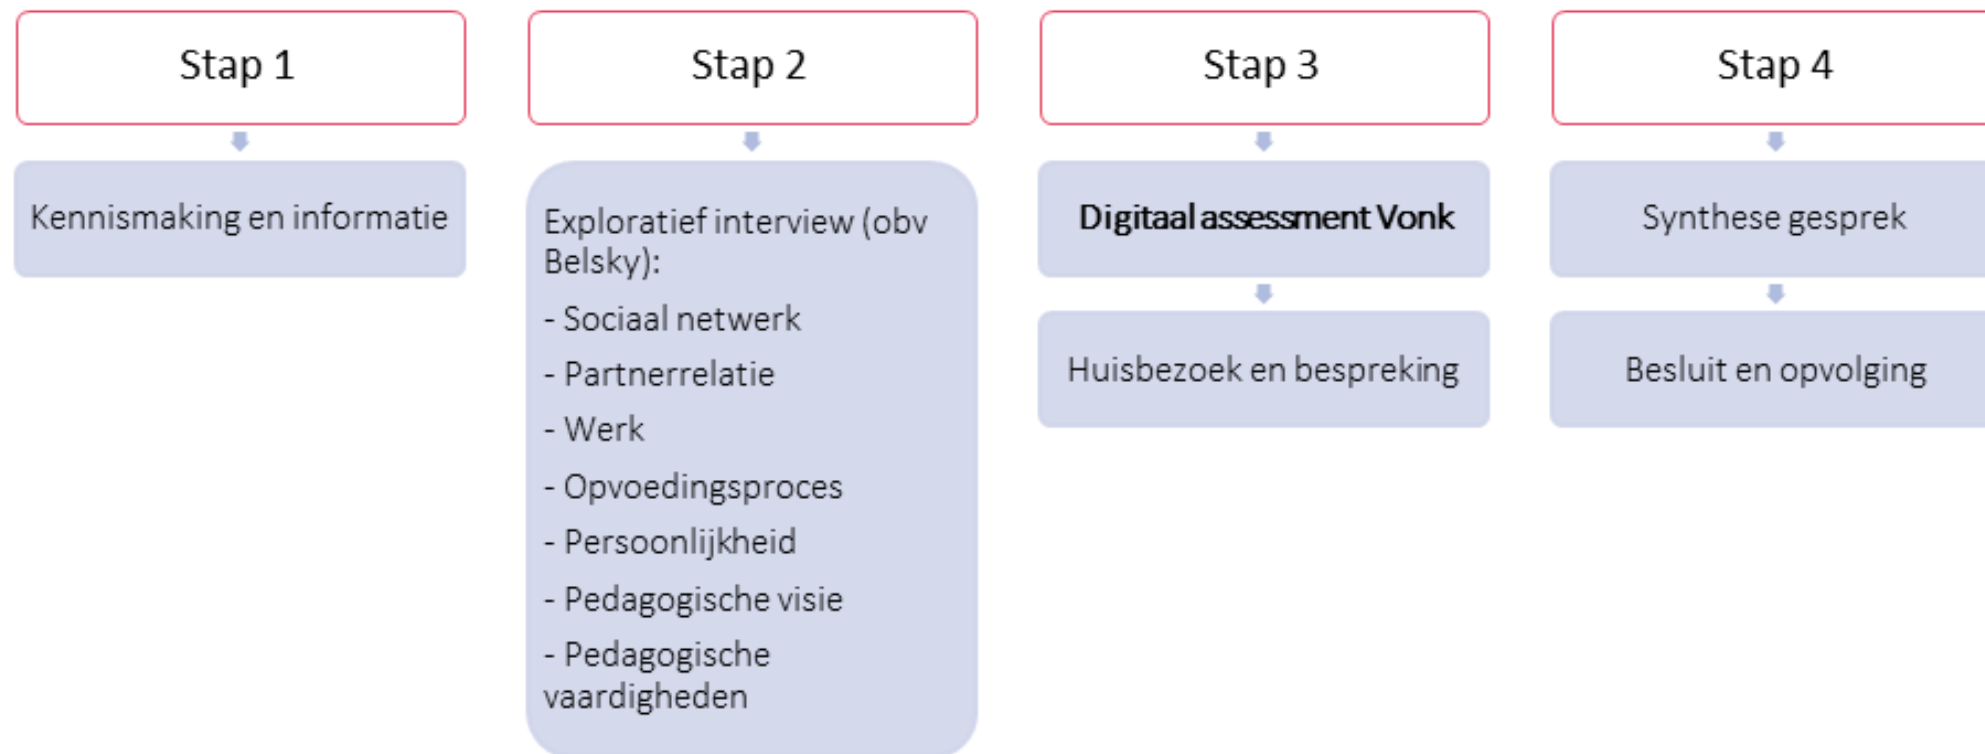 Stap 1
Kennismaking en informatie
Stap 2
Exploratief interview (obv
Belsky):
- Sociaal netwerk
- Partnerrelatie
- Werk
- Opvoedingsproces
- Persoonlijkheid
- Pedagogische visie
- Pedagogische
vaardigheden
Stap 3
Digitaal assessment Vonk
Huisbezoek en bespreking
Stap 4
Synthese gesprek
Besluit en opvolging